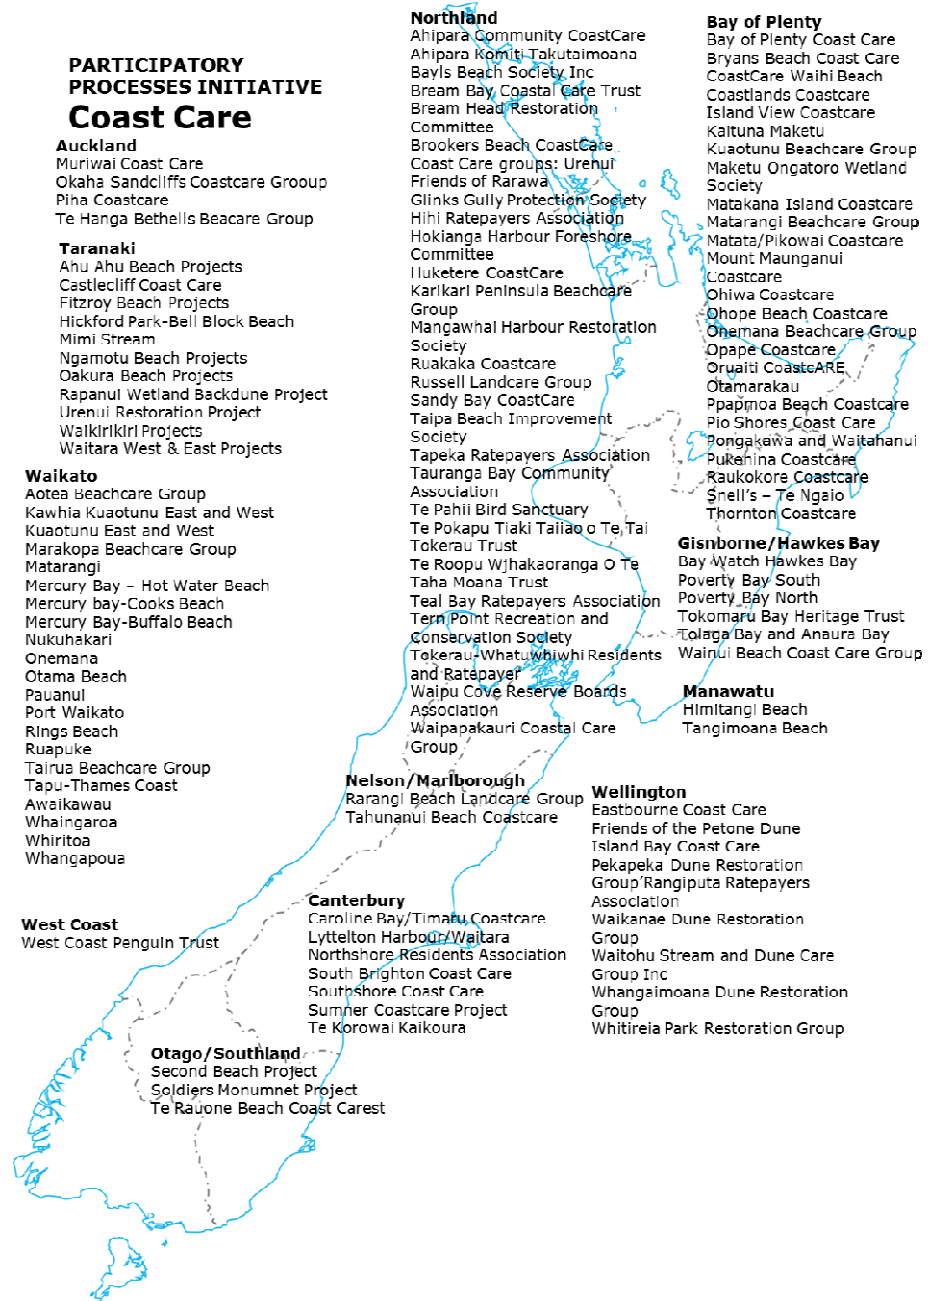 PARTICIPATORY
PROCESSES INITIATIVE
Coast Care
Auckland
Muriwai Coast Care
Okaha Sandcliffs Coastcare Grooup
Piha Coastcare
Te Hanga Bethells Beacare Group
Taranaki
Ahu Ahu Beach Projects
Castlecliff Coast Care
Fitzroy Beach Projects
Hickford Park-Bell Block Beach
Mimi Stream
Ngamotu Beach Projects
Oakura Beach Projects
Rapanui Wetland Backdune Project
Urenui Restoration Project
Waikirikiri Projects
Waitara West & East Projects
Waikato
Aotea Beachcare Group
Kawhia Kuaotunu East and West
Kuaotunu East and West
Marakopa Beachcare Group
Matarangi
Mercury Bay – Hot Water Beach
Mercury bay-Cooks Beach
Mercury Bay-Buffalo Beach
Nukuhakari
Onemana
Otama Beach
Pauanui
Port Waikato
Rings Beach
Ruapuke
Tairua Beachcare Group
Tapu-Thames Coast
Awaikawau
Whaingaroa
Whiritoa
Whangapoua
West Coast
West Coast Penguin Trust
Northland
Ahipara Community CoastCare
Ahipara Komiti Takutaimoana
Bayls Beach Society Inc
Bream Bay Coastal Care Trust
Bream Head Restoration
Committee
Brookers Beach CoastCare
Coast Care groups: Urenui
Friends of Rarawa
Glinks Gully Protection Society
Hihi Ratepayers Association
Hokianga Harbour Foreshore
Committee
Huketere CoastCare
Karikari Peninsula Beachcare
Group
Mangawhai Harbour Restoration
Society
Ruakaka Coastcare
Russell Landcare Group
Sandy Bay CoastCare
Taipa Beach Improvement
Society
Tapeka Ratepayers Association
Tauranga Bay Community
Association
Te Pahii Bird Sanctuary
Te Pokapu Tiaki Taiiao o Te Tai
Tokerau Trust
Te Roopu Wjhakaoranga O Te
Taha Moana Trust
Teal Bay Ratepayers Association
Tern Point Recreation and
Conservation Society
Tokerau-Whatuwhiwhi Residents
and Ratepayer
Waipu Cove Reserve Boards
Association
Waipapakauri Coastal Care
Group
Nelson/Marlborough
Rarangi Beach Landcare Group
Tahunanui Beach Coastcare
Canterbury
Caroline Bay/Timaru Coastcare
Lyttelton Harbour/Waitara
Northshore Residents Association
South Brighton Coast Care
Southshore Coast Care
Sumner Coastcare Project
Te Korowai Kaikoura
Otago/Southland
Second Beach Project
Soldiers Monumnet Project
Te Rauone Beach Coast Carest
Bay of Plenty
Bay of Plenty Coast Care
Bryans Beach Coast Care
CoastCare Waihi Beach
Coastlands Coastcare
Island View Coastcare
Kaituna Maketu
Kuaotunu Beachcare Group
Maketu Ongatoro Wetland
Society
Matakana Island Coastcare
Matarangi Beachcare Group
Matata/Pikowai Coastcare
Mount Maunganui
Coastcare
Ohiwa Coastcare
Ohope Beach Coastcare
Onemana Beachcare Group
Opape Coastcare
Oruaiti CoastcARE
Otamarakau
Ppapmoa Beach Coastcare
Pio Shores Coast Care
Pongakawa and Waitahanui
Pukehina Coastcare
Raukokore Coastcare
Snell's – Te Ngaio
Thornton Coastcare
Gisnborne/Hawkes Bay
Bay Watch Hawkes Bay
Poverty Bay South
Poverty Bay North
Tokomaru Bay Heritage Trust
Tolaga Bay and Anaura Bay
Wainui Beach Coast Care Group
Manawatu
Himitangi Beach
Tangimoana Beach
Wellington
Eastbourne Coast Care
Friends of the Petone Dune
Island Bay Coast Care
Pekapeka Dune Restoration
Group'Rangiputa Ratepayers
Association
Waikanae Dune Restoration
Group
Waitohu Stream and Dune Care
Group Inc
Whangaimoana Dune Restoration
Group
Whitireia Park Restoration Group